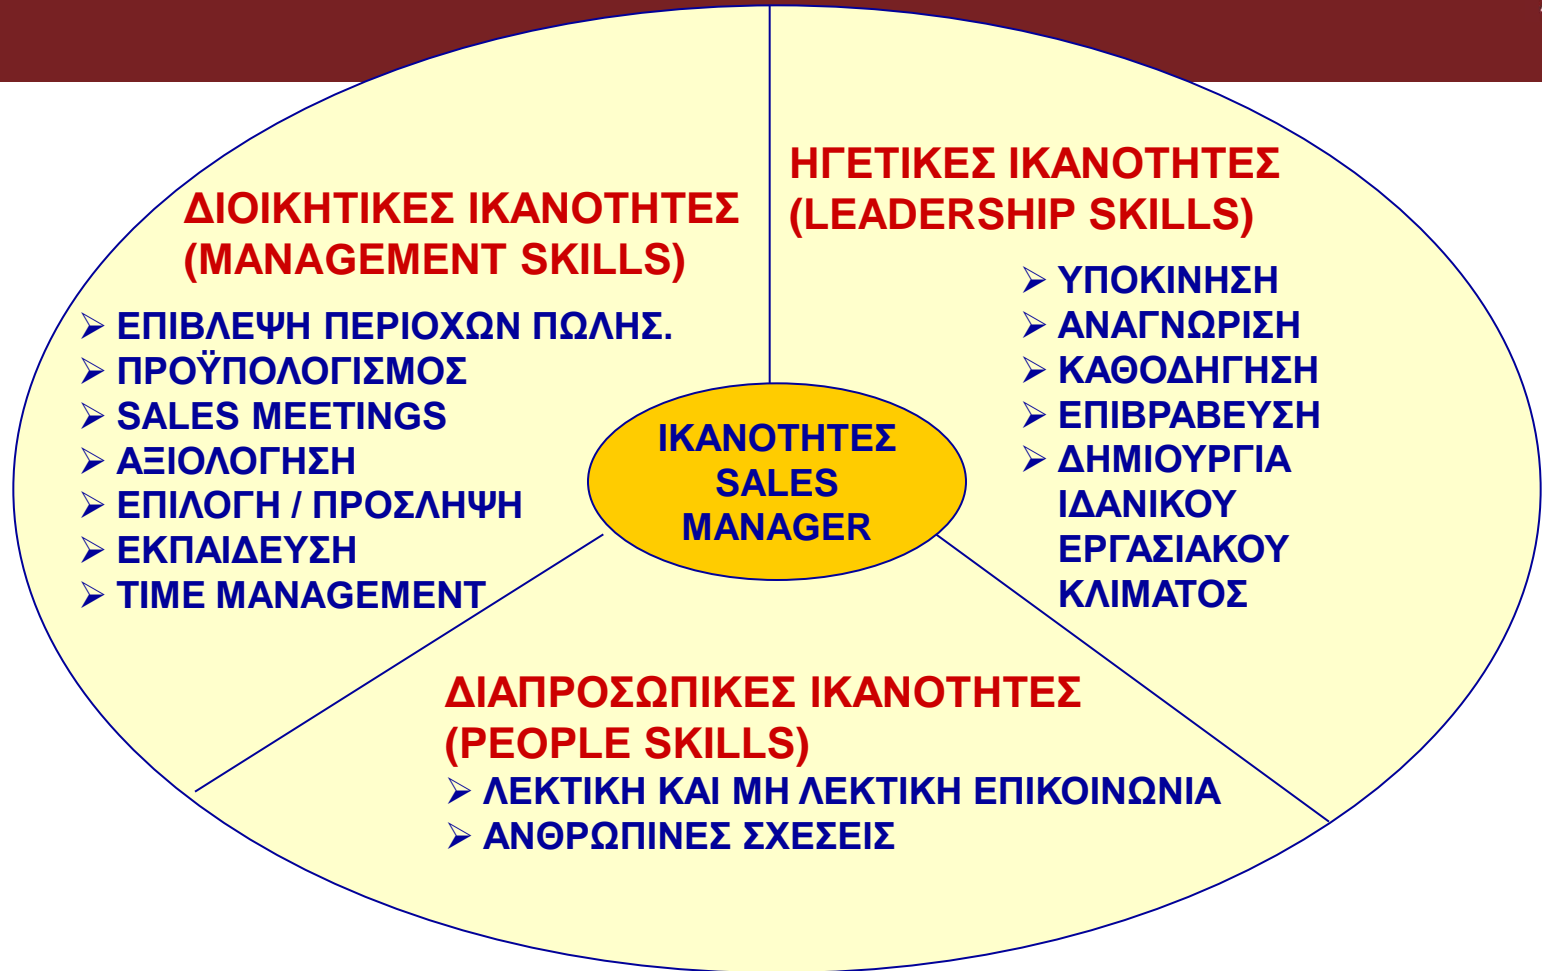 ΔΙΟΙΚΗΤΙΚΕΣ ΙΚΑΝΟΤΗΤΕΣ
(MANAGEMENT SKILLS)
➢ ΕΠΙΒΛΕΨΗ ΠΕΡΙΟΧΩΝ ΠΩΛΗΣ.
➢ ΠΡΟΫΠΟΛΟΓΙΣΜΟΣ
➢ SALES MEETINGS
➢ ΑΞΙΟΛΟΓΗΣΗ
➢ ΕΠΙΛΟΓΗ / ΠΡΟΣΛΗΨΗ
➢ ΕΚΠΑΙΔΕΥΣΗ
➢ TIME MANAGEMENT
ΗΓΕΤΙΚΕΣ ΙΚΑΝΟΤΗΤΕΣ
(LEADERSHIP SKILLS)
➢ ΥΠΟΚΙΝΗΣΗ
➢ ΑΝΑΓΝΩΡΙΣΗ
➢ ΚΑΘΟΔΗΓΗΣΗ
➢ ΕΠΙΒΡΑΒΕΥΣΗ
➢ ΔΗΜΙΟΥΡΓΙΑ
ΙΔΑΝΙΚΟΥ
ΕΡΓΑΣΙΑΚΟΥ
ΚΛΙΜΑΤΟΣ
ΙΚΑΝΟΤΗΤΕΣ
SALES
MANAGER
ΔΙΑΠΡΟΣΩΠΙΚΕΣ ΙΚΑΝΟΤΗΤΕΣ
(PEOPLE SKILLS)
➢ ΛΕΚΤΙΚΗ ΚΑΙ ΜΗ ΛΕΚΤΙΚΗ ΕΠΙΚΟΙΝΩΝΙΑ
➢ ΑΝΘΡΩΠΙΝΕΣ ΣΧΕΣΕΙΣ